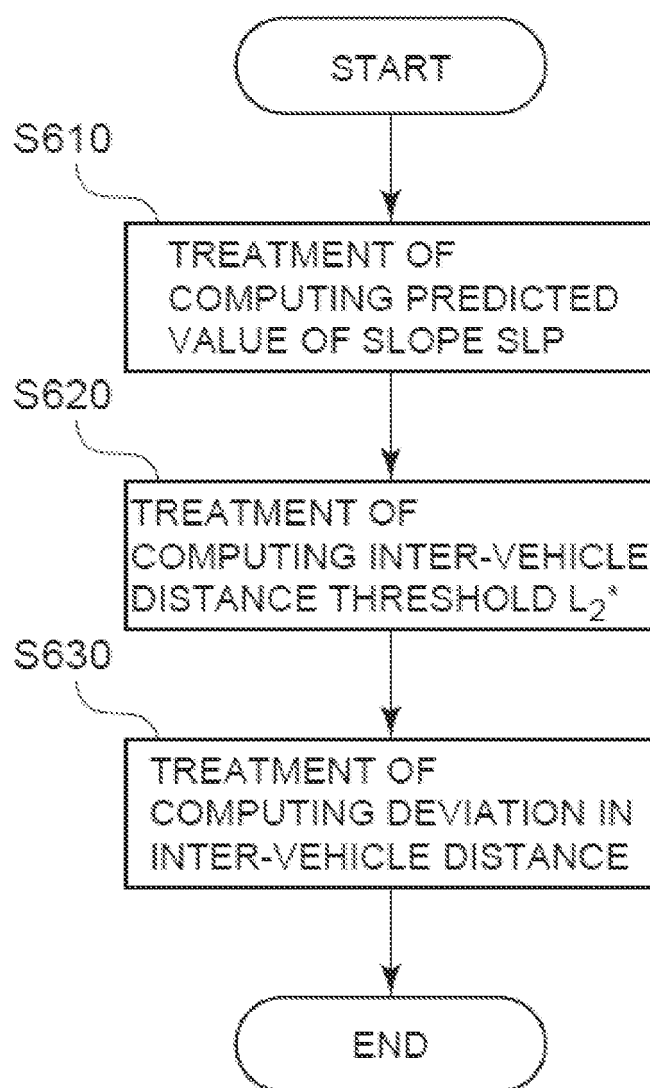 START
S610
TREATMENT OF
COMPUTING PREDICTED
VALUE OF SLOPE SLP
S620
TREATMENT OF
COMPUTING INTER-VEHICLE
DISTANCE THRESHOLD L₂*
S630
TREATMENT OF
COMPUTING DEVIATION IN
INTER-VEHICLE DISTANCE
END